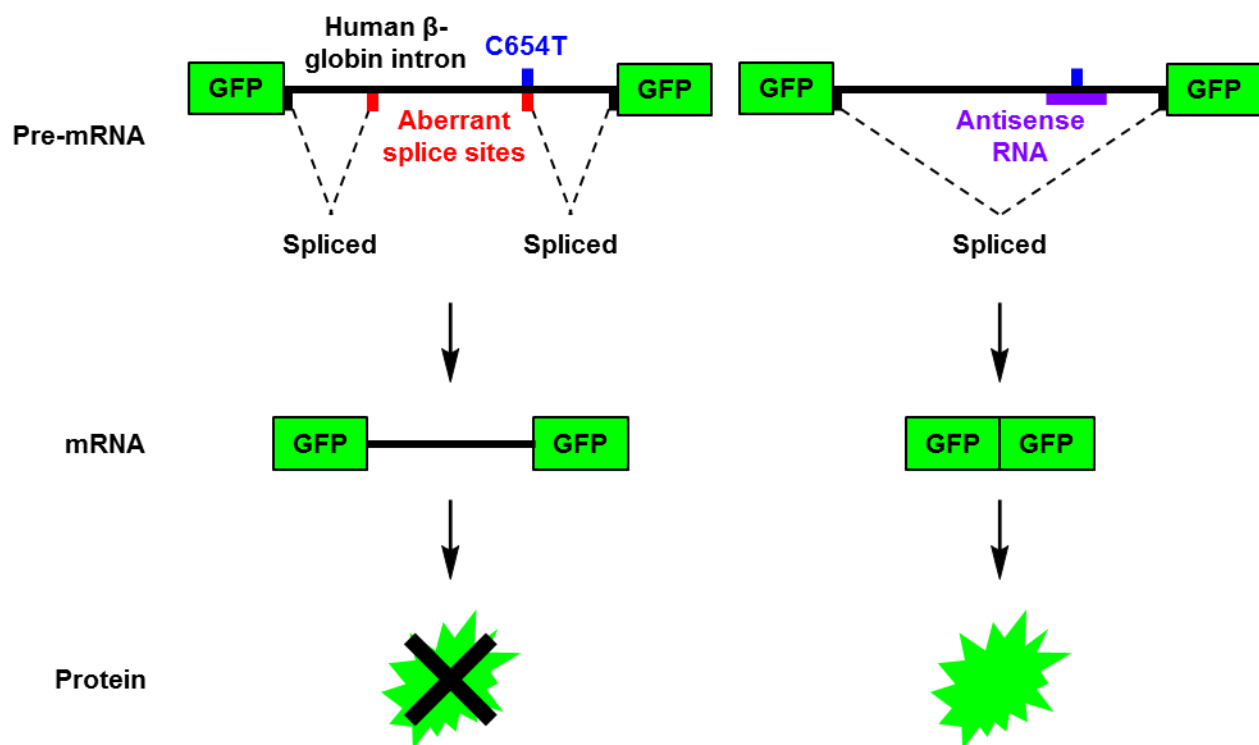 Human β-
globin intron
C654T
GFP
GFP
GFP
GFP
Pre-mRNA
Aberrant
splice sites
Antisense
RNA
Spliced
Spliced
Spliced
mRNA
GFP
GFP
GFP
GFP
Protein